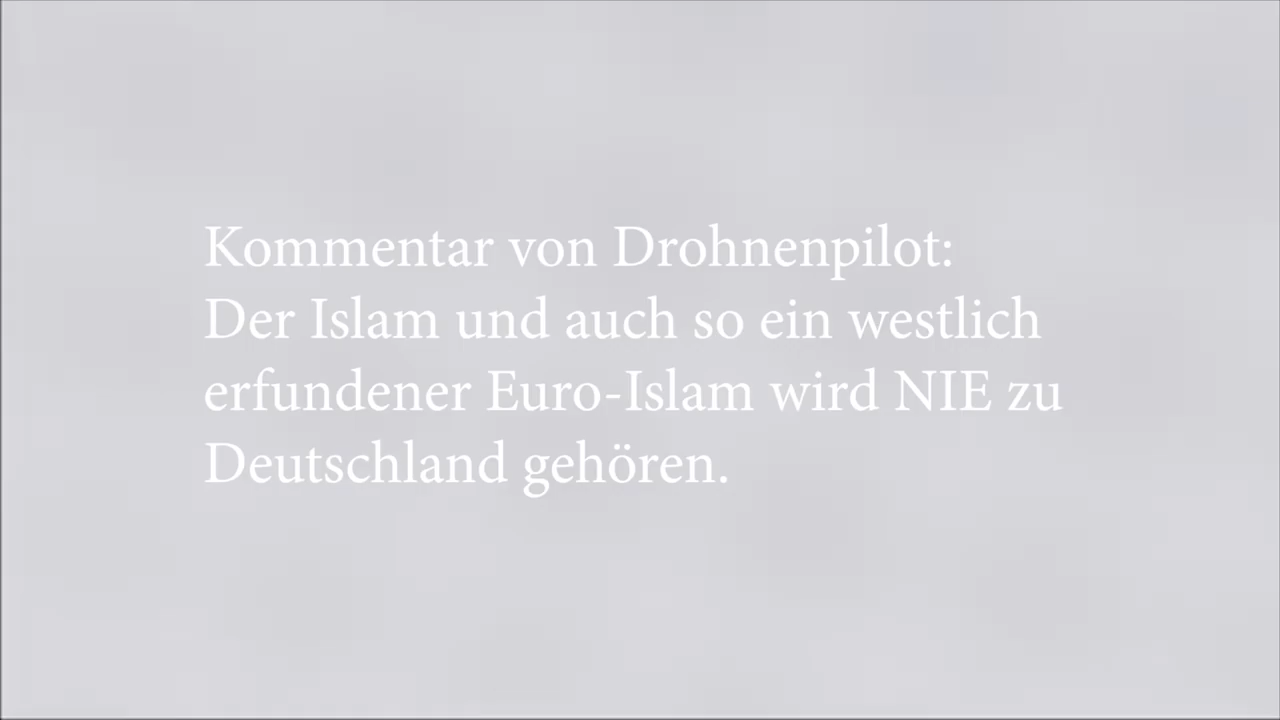 Kommentar von Drohnenpilot:
Der Islam und auch so ein westlich
erfundener Euro-Islam wird NIE zu
Deutschland gehören.